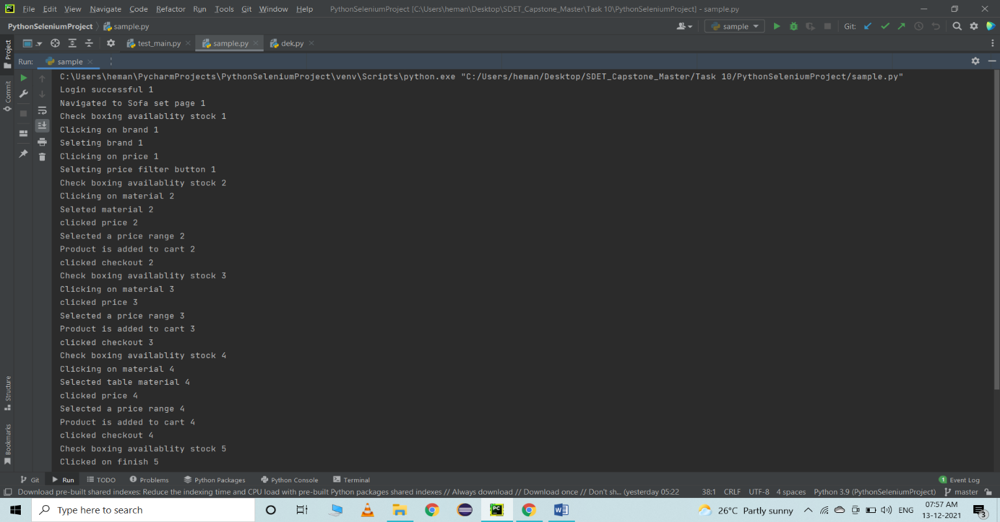 PC File Edit View Navigate Code Refactor Run Tools Git Window Help PythonSeleniumProject [C:\Users\heman\Desktop\SDET_Capstone_Master\Task 10\PythonSeleniumProject] - sample.py
PythonSeleniumProject sample.py sample Git:
test_main.py sample.py dek.py
Run: sample
Project
Commit
Structure
Bookmarks
C:\Users\heman\PycharmProjects\PythonSeleniumProject\venv\Scripts\python.exe "C:/Users/heman/Desktop/SDET_Capstone_Master/Task 10/PythonSeleniumProject/sample.py"
Login successful 1
Navigated to Sofa set page 1
Check boxing availablity stock 1
Clicking on brand 1
Seleting brand 1
Clicking on price 1
Seleting price filter button 1
Check boxing availablity stock 2
Clicking on material 2
Seleted material 2
clicked price 2
Selected a price range 2
Product is added to cart 2
clicked checkout 2
Check boxing availablity stock 3
Clicking on material 3
clicked price 3
Selected a price range 3
Product is added to cart 3
clicked checkout 3
Check boxing availablity stock 4
Clicking on material 4
Selected table material 4
clicked price 4
Selected a price range 4
Product is added to cart 4
clicked checkout 4
Check boxing availablity stock 5
Clicked on finish 5
Git Run TODO Problems Python Packages Python Console Terminal 1 Event Log
Download pre-built shared indexes: Reduce the indexing time and CPU load with pre-built Python packages shared indexes // Always download // Download once // Don't sh... (yesterday 05:22 38:1 CRLF UTF-8 4 spaces Python 3.9 (PythonSeleniumProject) master
Type here to search PC W 26°C Partly sunny ENG 07:57 AM 3
13-12-2021